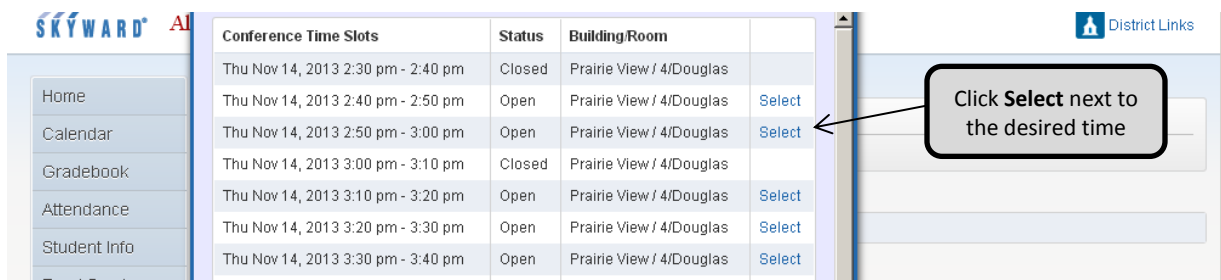 SKYWARD Al
District Links
Home
Calendar
Gradebook
Attendance
Student Info
Conference Time Slots Status Building/Room
Thu Nov 14, 2013 2:30 pm - 2:40 pm Closed Prairie View / 4/Douglas
Thu Nov 14, 2013 2:40 pm - 2:50 pm Open Prairie View / 4/Douglas Select
Thu Nov 14, 2013 2:50 pm - 3:00 pm Open Prairie View / 4/Douglas Select
Thu Nov 14, 2013 3:00 pm - 3:10 pm Closed Prairie View / 4/Douglas
Thu Nov 14, 2013 3:10 pm - 3:20 pm Open Prairie View / 4/Douglas Select
Thu Nov 14, 2013 3:20 pm - 3:30 pm Open Prairie View / 4/Douglas Select
Thu Nov 14, 2013 3:30 pm - 3:40 pm Open Prairie View / 4/Douglas Select
Click Select next to
the desired time